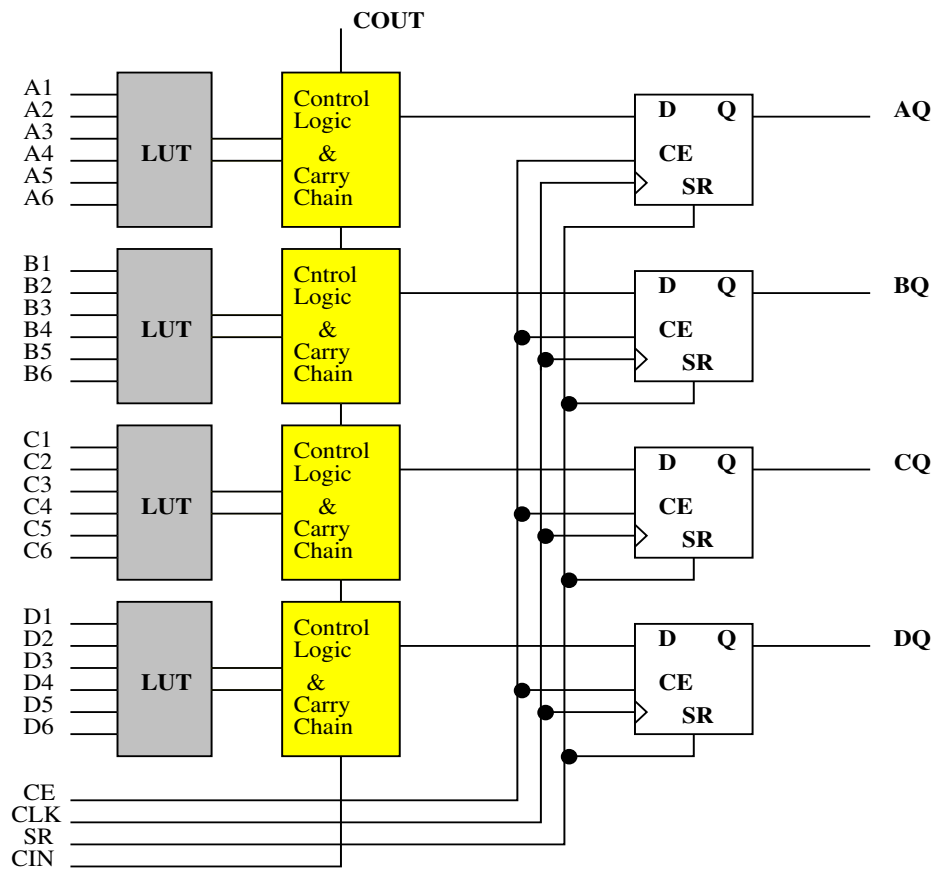 COUT
A1
A2
A3
A4
A5
A6
LUT
Control
Logic
&
Carry
Chain
D Q
CE
SR
AQ
B1
B2
B3
B4
B5
B6
LUT
Cntrol
Logic
&
Carry
Chain
D Q
CE
SR
BQ
C1
C2
C3
C4
C5
C6
LUT
Control
Logic
&
Carry
Chain
D Q
CE
SR
CQ
D1
D2
D3
D4
D5
D6
LUT
Control
Logic
&
Carry
Chain
D Q
CE
SR
DQ
CE
CLK
SR
CIN